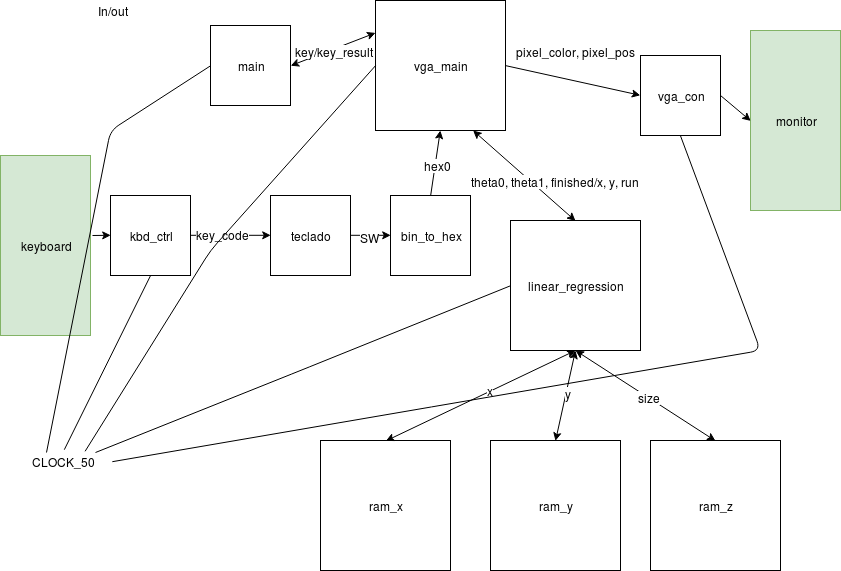 In/out
main
key/key_result
vga_main
pixel_color, pixel_pos
vga_con
monitor
hex0
theta0, theta1, finished/x, y, run
keyboard
kbd_ctrl
key_code
teclado
SW
bin_to_hex
linear_regression
x
y
size
CLOCK_50
ram_x
ram_y
ram_z